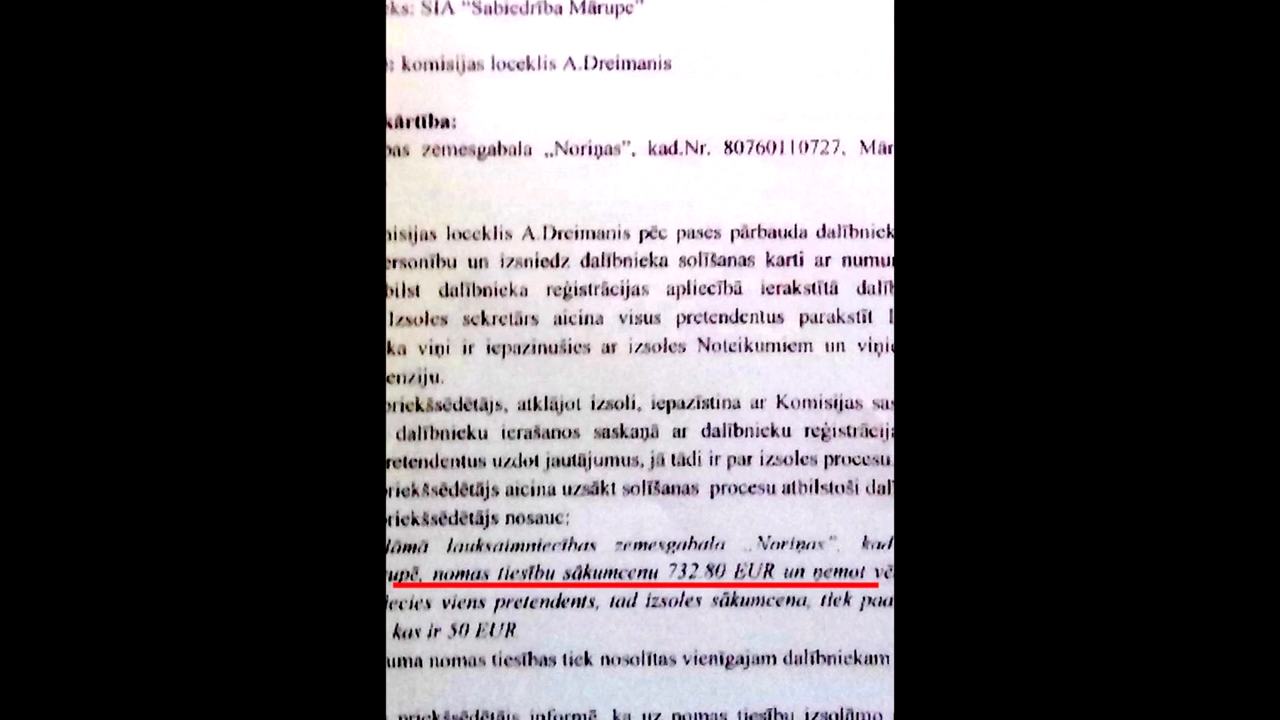 ks: SIA "Sabiedrība Mārupe"
: komisijas loceklis A.Dreimanis
kārtība:
bas zemesgabala „Noriņas”, kad.Nr. 80760110727, Mār
isijas loceklis A.Dreimanis pēc pases pārbauda dalībniek
ersonību un izsniedz dalībnieka solīšanas karti ar numur
bilst dalībnieka reģistrācijas apliecībā ierakstītā dalīb
Izsoles sekretārs aicina visus pretendentus parakstīt I
ka viņi ir iepazinušies ar izsoles Noteikumiem un viņie
enziju.
priekšsēdētājs, atklājot izsoli, iepazīstina ar Komisijas sas
dalībnieku ierašanos saskaņā ar dalībnieku reģistrācija
retendentus uzdot jautājumus, jā tādi ir par izsoles procesu.
priekšsēdētājs aicina uzsākt solīšanas procesu atbilstoši dalī
priekšsēdētājs nosauc:
lāmā lauksaimniecības zemesgabala „Noriņas”, kad
upē, nomas tiesību sākumcenu 732.80 EUR un ņemot vē
iecies viens pretendents, tad izsoles sākumcena, tiek paa
kas ir 50 EUR
uma nomas tiesības tiek nosolītas vienīgajam dalībniekam
priekšsēdētājs informē, ka uz nomas tiesību izsolāmo